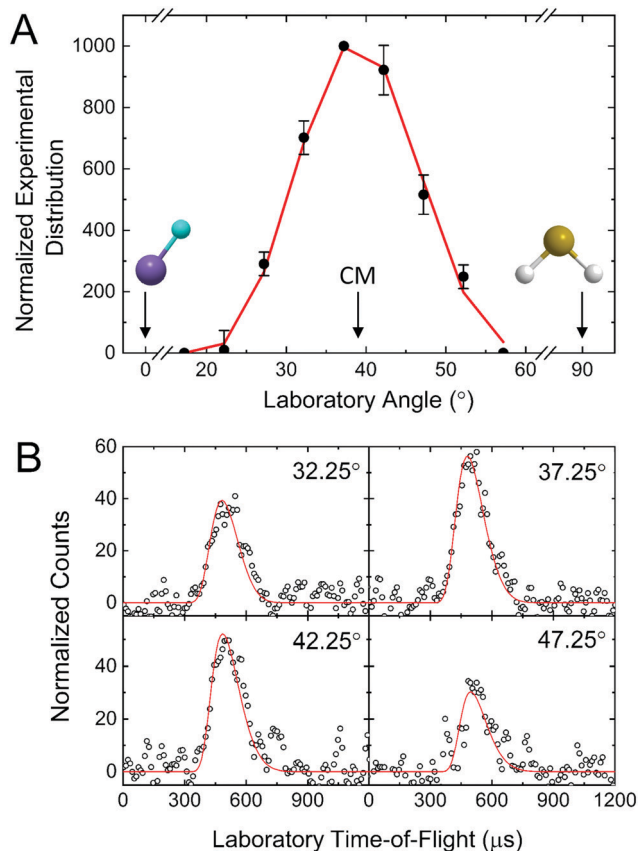 A
Normalized Experimental
Distribution
1000
800
600
400
200
0
CM
0 20 30 40 50 60 90
Laboratory Angle (°)
B
Normalized Counts
60
40
20
0
32.25°
37.25°
40
20
0
42.25°
47.25°
0 300 600 900 0 300 600 900 1200
Laboratory Time-of-Flight (μs)